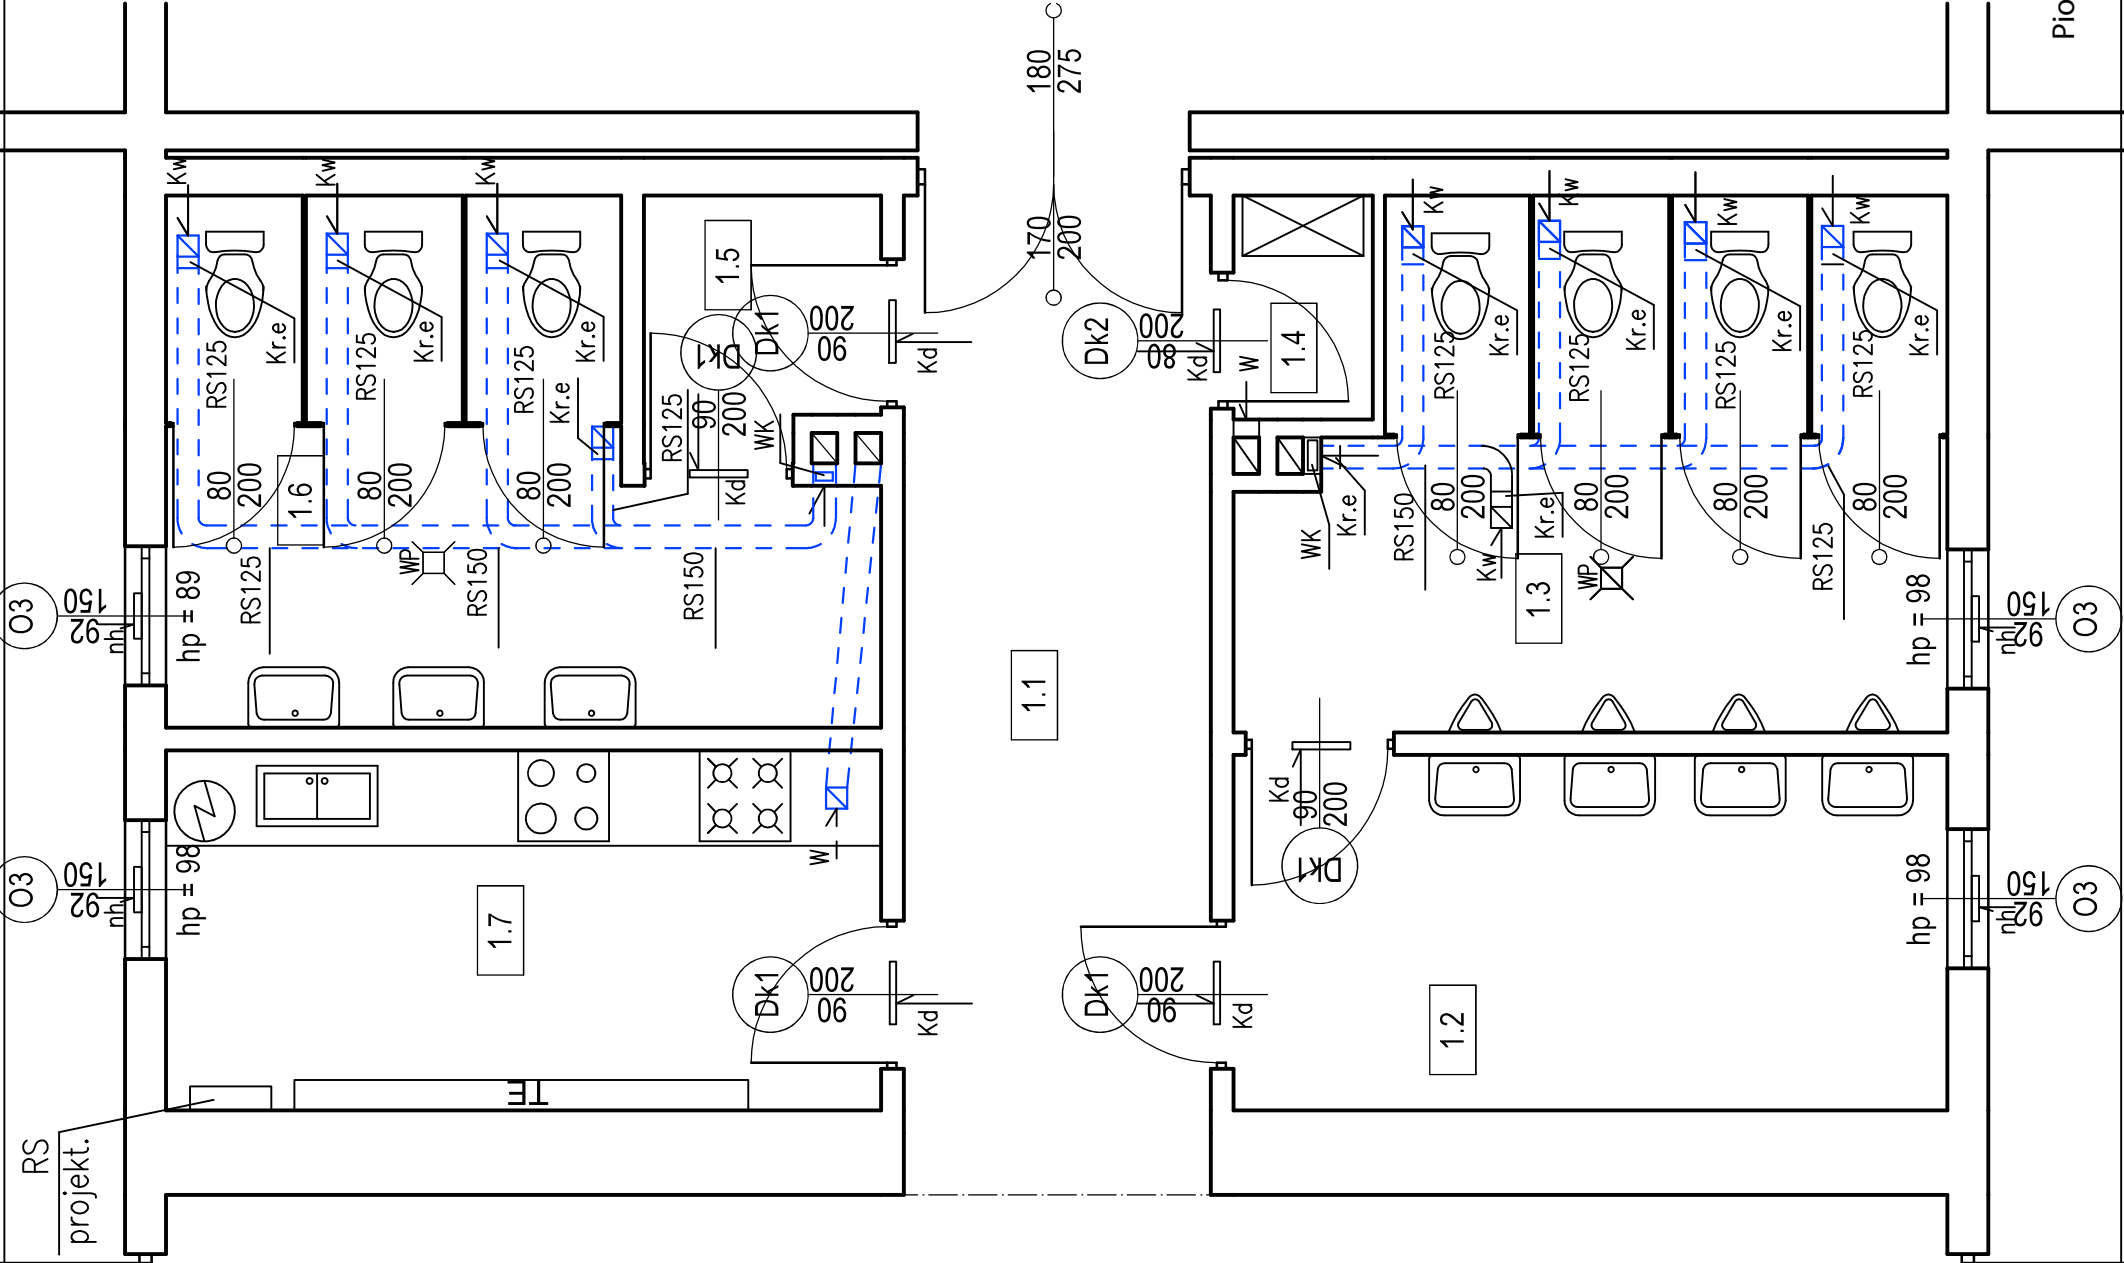 Pio
180
275
Kw
Kw
Kw
Kw
Kw
Kw
Kw
170
200
1.5
Dk1
200
90
Kd
Dk1
90
200
Kd
RS125
WK
Dk2
200
80
Kd
W
1.4
RS125
Kr.e
RS125
Kr.e
RS125
Kr.e
Kr.e
RS125
Kr.e
RS125
Kr.e
RS125
Kr.e
RS125
Kr.e
80
200
1.6
80
200
80
200
WK
Kr.e
RS150
80
200
Kr.e
Kw
80
200
80
200
80
200
RS125
O3
150
92
nh
hp = 89
RS125
WP
RS150
RS150
1.3
WP
hp = 98
150
92
nh
O3
1.1
Kd
90
200
Dk1
W
O3
150
92
nh
hp = 98
1.7
hp = 98
150
92
nh
O3
Dk1
200
90
Kd
Dk1
200
90
Kd
1.2
TE
RS
projekt.